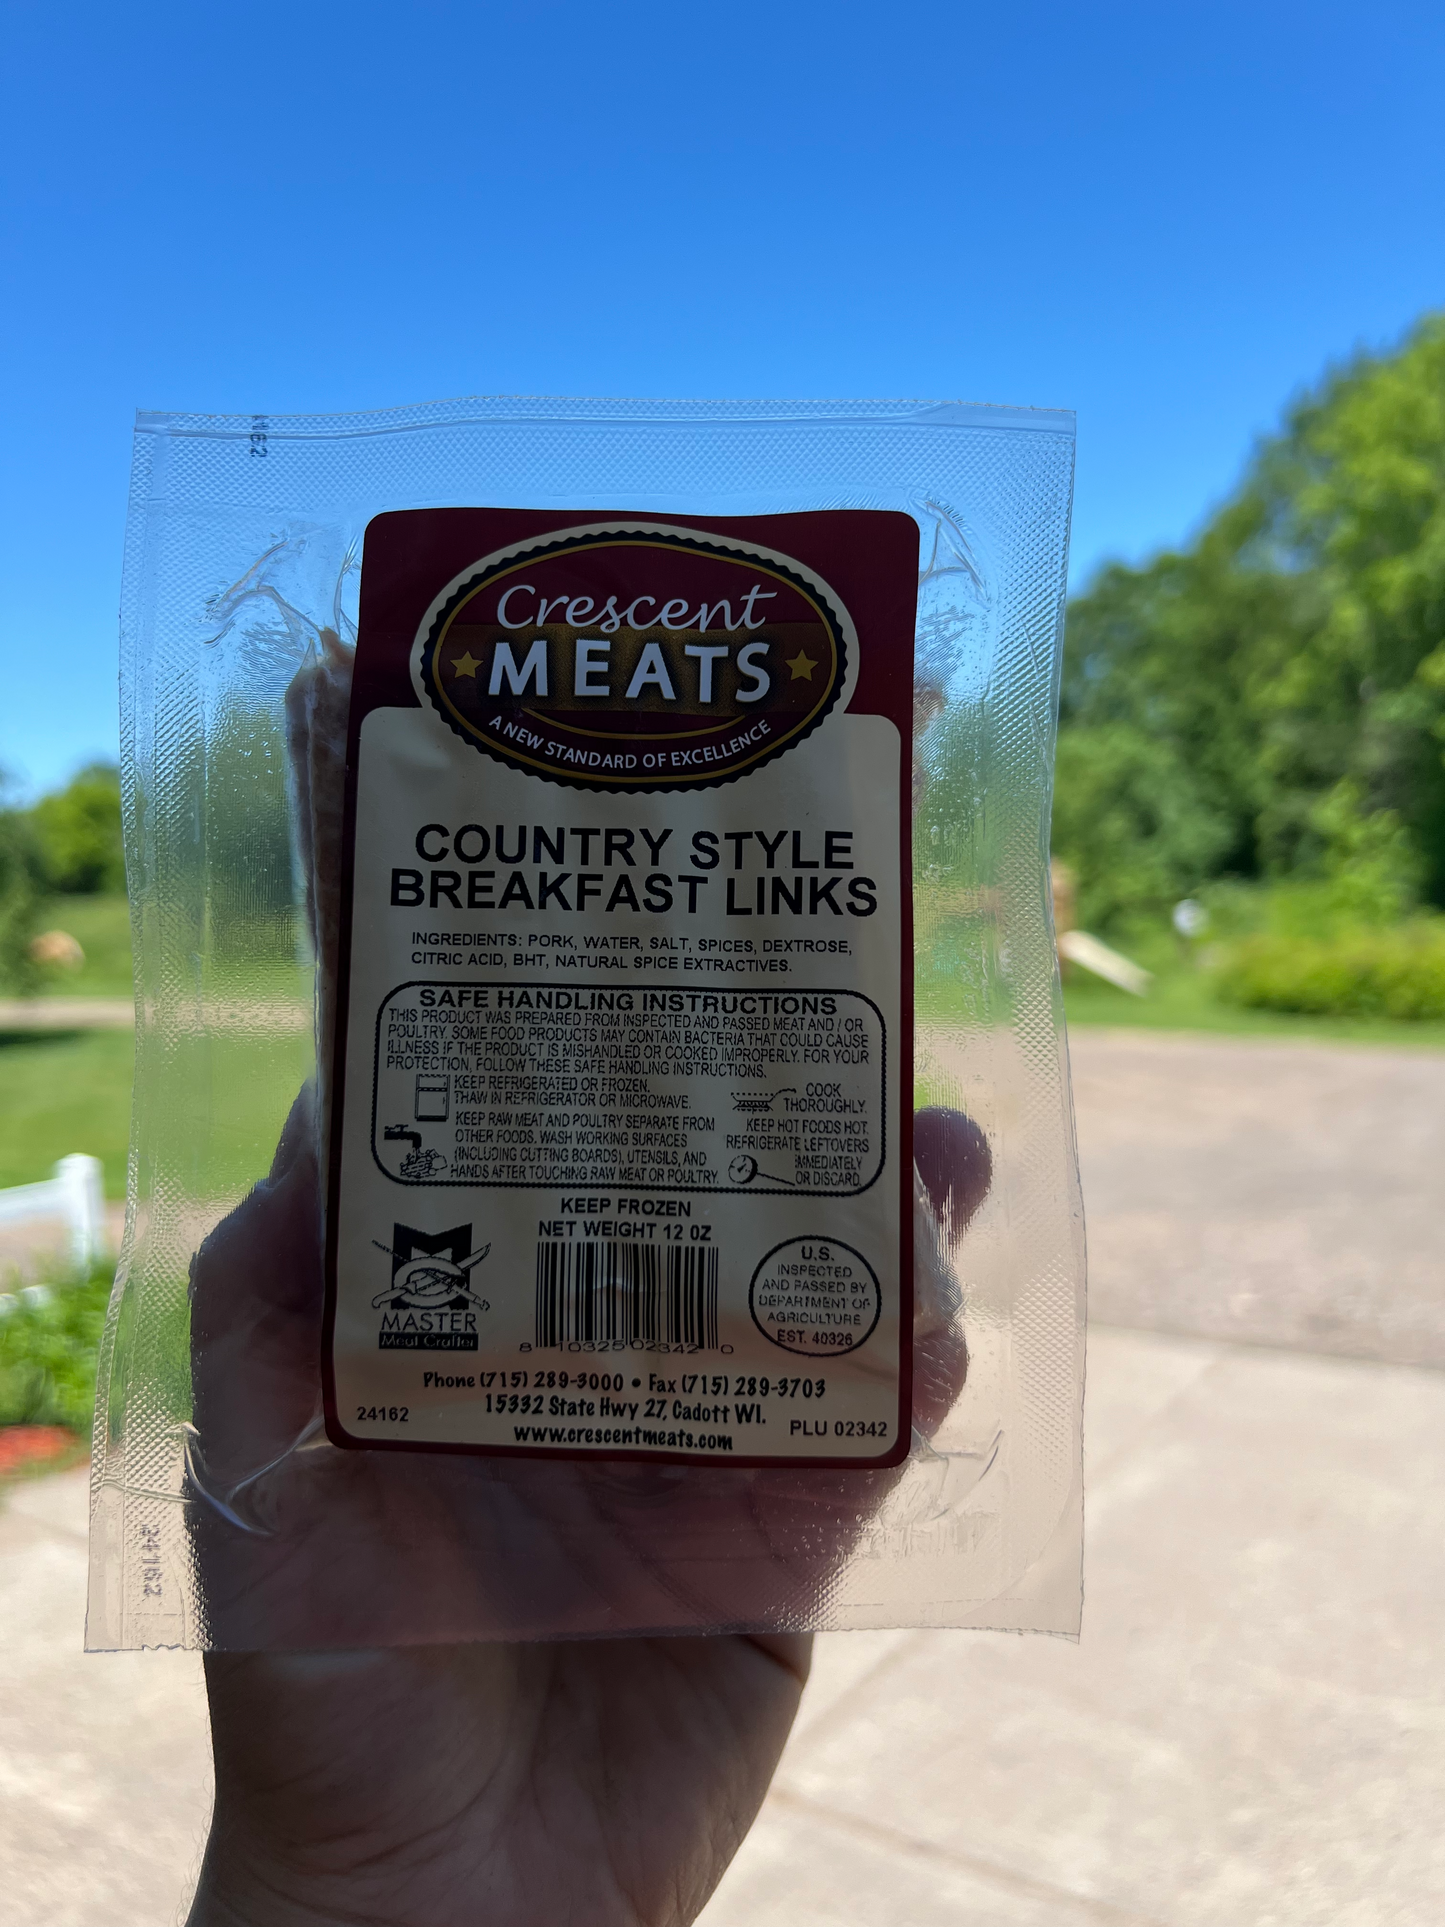 162
Crescent
MEATS
A NEW STANDARD OF EXCELLENCE
COUNTRY STYLE
BREAKFAST LINKS
INGREDIENTS: PORK, WATER, SALT, SPICES, DEXTROSE,
CITRIC ACID, BHT, NATURAL SPICE EXTRACTIVES.
SAFE HANDLING INSTRUCTIONS
THIS PRODUCT WAS PREPARED FROM INSPECTED AND PASSED MEAT AND / OR
POULTRY. SOME FOOD PRODUCTS MAY CONTAIN BACTERIA THAT COULD CAUSE
ILLNESS IF THE PRODUCT IS MISHANDLED OR COOKED IMPROPERLY. FOR YOUR
PROTECTION, FOLLOW THESE SAFE HANDLING INSTRUCTIONS.
KEEP REFRIGERATED OR FROZEN.
THAW IN REFRIGERATOR OR MICROWAVE.
KEEP RAW MEAT AND POULTRY SEPARATE FROM
OTHER FOODS. WASH WORKING SURFACES
(INCLUDING CUTTING BOARDS), UTENSILS, AND
HANDS AFTER TOUCHING RAW MEAT OR POULTRY.
COOK
THOROUGHLY.
KEEP HOT FOODS HOT.
REFRIGERATE LEFTOVERS
IMMEDIATELY
OR DISCARD.
KEEP FROZEN
NET WEIGHT 12 OZ
MASTER
Meat Crafter
8 10325 02342 0
U.S.
INSPECTED
AND PASSED BY
DEPARTMENT OF
AGRICULTURE
EST. 40326
Phone (715) 289-3000 • Fax (715) 289-3703
15332 State Hwy 27, Cadott WI.
www.crescentmeats.com
24162
PLU 02342
24162